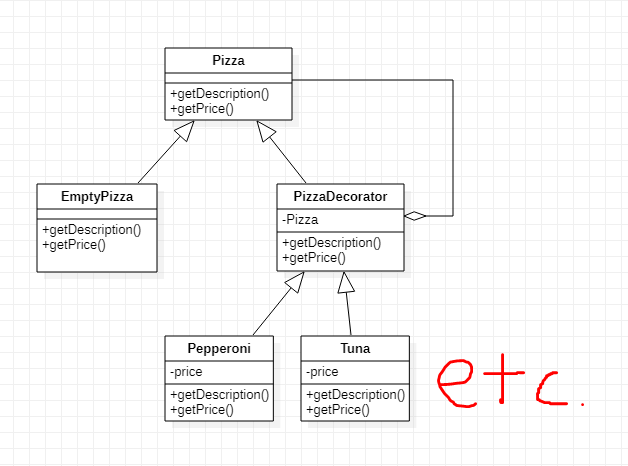 Pizza
+getDescription()
+getPrice()
EmptyPizza
+getDescription()
+getPrice()
PizzaDecorator
-Pizza
+getDescription()
+getPrice()
Pepperoni
-price
+getDescription()
+getPrice()
Tuna
-price
+getDescription()
+getPrice()
etc.